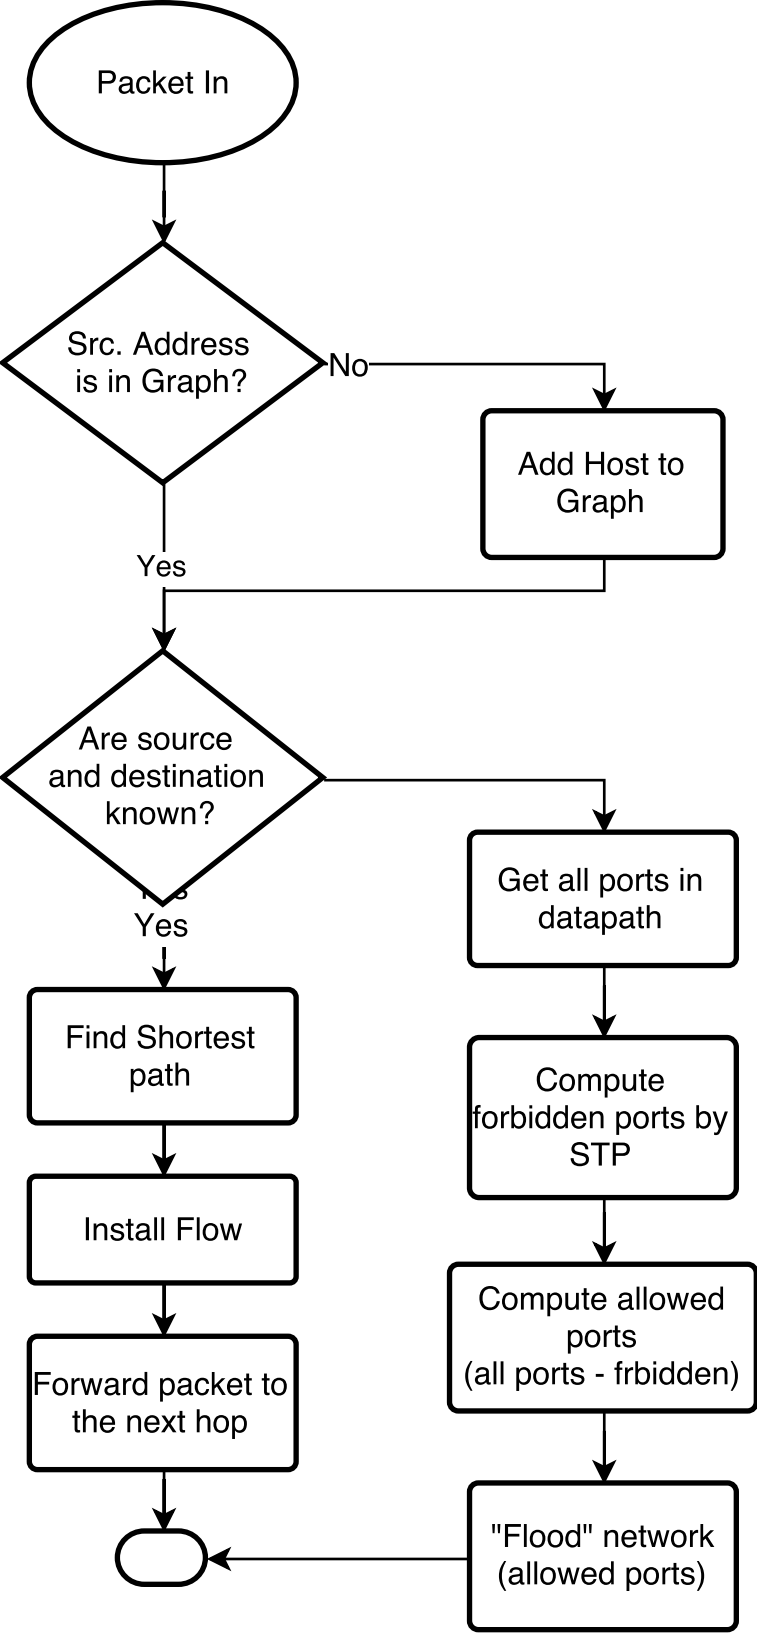 Packet In
Src. Address
is in Graph?
No
Add Host to
Graph
Yes
Are source
and destination
known?
Get all ports in
datapath
Yes
Find Shortest
path
Compute
forbidden ports by
STP
Install Flow
Compute allowed
ports
(all ports - frbidden)
Forward packet to
the next hop
"Flood" network
(allowed ports)